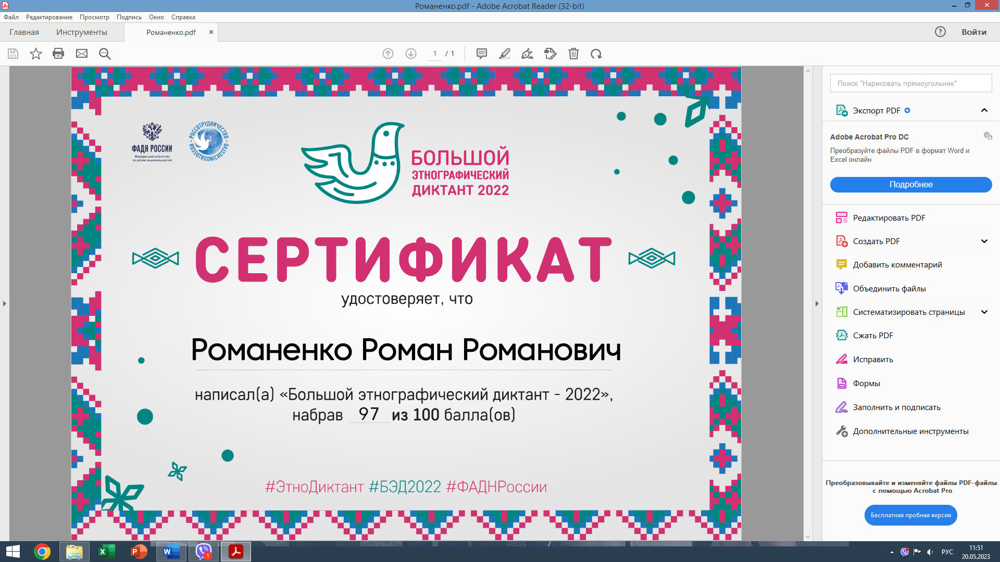 Романенко.pdf - Adobe Acrobat Reader (32-bit)
Файл Редактирование Просмотр Подпись Окно Справка
Главная Инструменты Романенко.pdf × Войти
1 / 1
Поиск "Нарисовать прямоугольник"
Экспорт PDF
Adobe Acrobat Pro DC
Преобразуйте файлы PDF в формат Word и
Excel онлайн
Подробнее
Редактировать PDF
Создать PDF
Добавить комментарий
Объединить файлы
Систематизировать страницы
Сжать PDF
Исправить
Формы
Заполнить и подписать
Дополнительные инструменты
Преобразовывайте и изменяйте файлы PDF-файлы
с помощью Acrobat Pro
Бесплатная пробная версия
ФАДН РОССИИ
Федеральное агентство
по делам национальностей
РОССОТРУДНИЧЕСТВО
ROSSOTRUDNICHESTVO
БОЛЬШОЙ
ЭТНОГРАФИЧЕСКИЙ
ДИКТАНТ 2022
СЕРТИФИКАТ
удостоверяет, что
Романенко Роман Романович
написал(а) «Большой этнографический диктант - 2022»,
набрав 97 из 100 балла(ов)
#ЭтноДиктант #БЭД2022 #ФАДНРоссии
1
РУС
11:51
20.05.2023